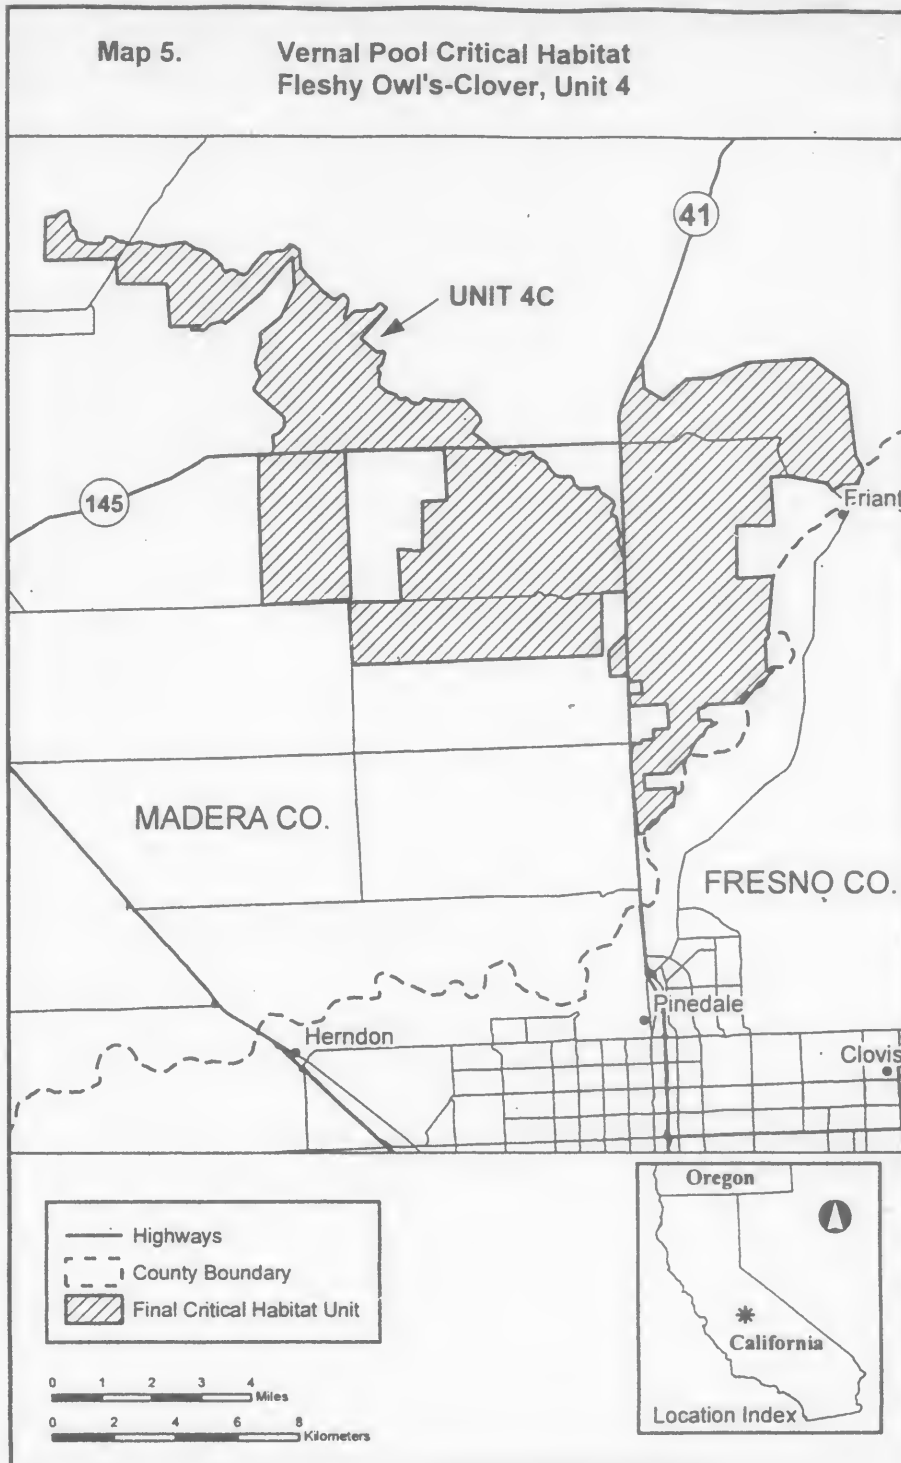 Map 5. Vernal Pool Critical Habitat
Fleshy Owl's-Clover, Unit 4
41
UNIT 4C
145
Friant
MADERA CO.
FRESNO CO.
Pinedale
Herndon
Clovis
Highways
County Boundary
Final Critical Habitat Unit
0 1 2 3 4
Miles
0 2 4 6 8
Kilometers
Oregon
California
Location Index